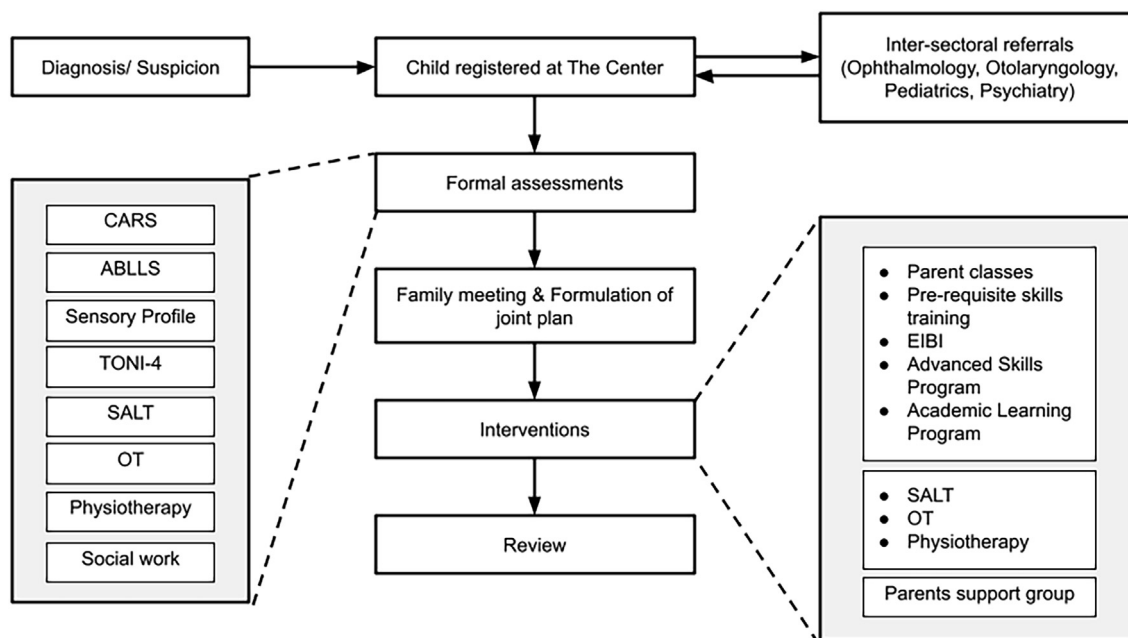 Diagnosis/ Suspicion
Child registered at The Center
Inter-sectoral referrals
(Ophthalmology, Otolaryngology,
Pediatrics, Psychiatry)
Formal assessments
CARS
ABLLS
Sensory Profile
TONI-4
SALT
OT
Physiotherapy
Social work
Family meeting & Formulation of
joint plan
Interventions
Review
● Parent classes
● Pre-requisite skills
training
● EIBI
● Advanced Skills
Program
● Academic Learning
Program
● SALT
● OT
● Physiotherapy
Parents support group